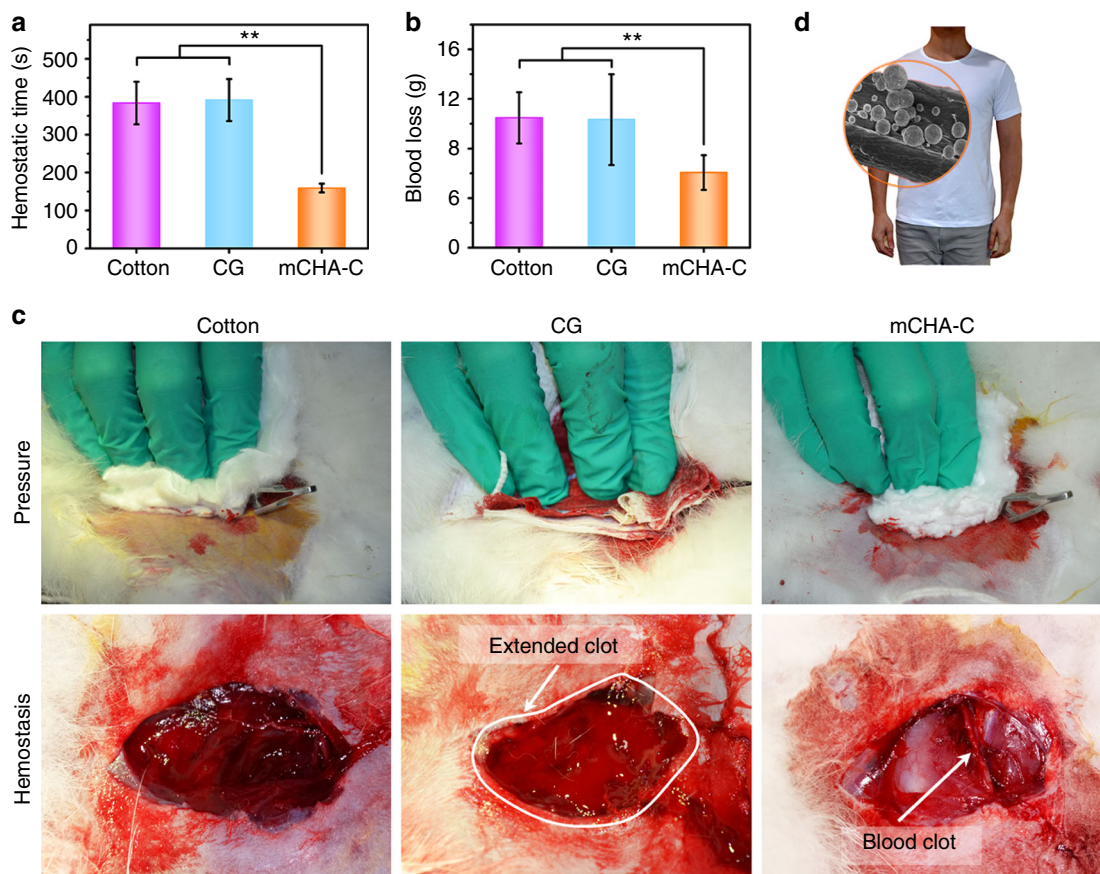 a
Hemostatic time (s)
500
400
300
200
100
0
**
Cotton
CG
mCHA-C
b
Blood loss (g)
16
12
8
6
0
**
Cotton
CG
mCHA-C
d
c
Cotton
CG
mCHA-C
Pressure
Hemostasis
Extended clot
Blood clot